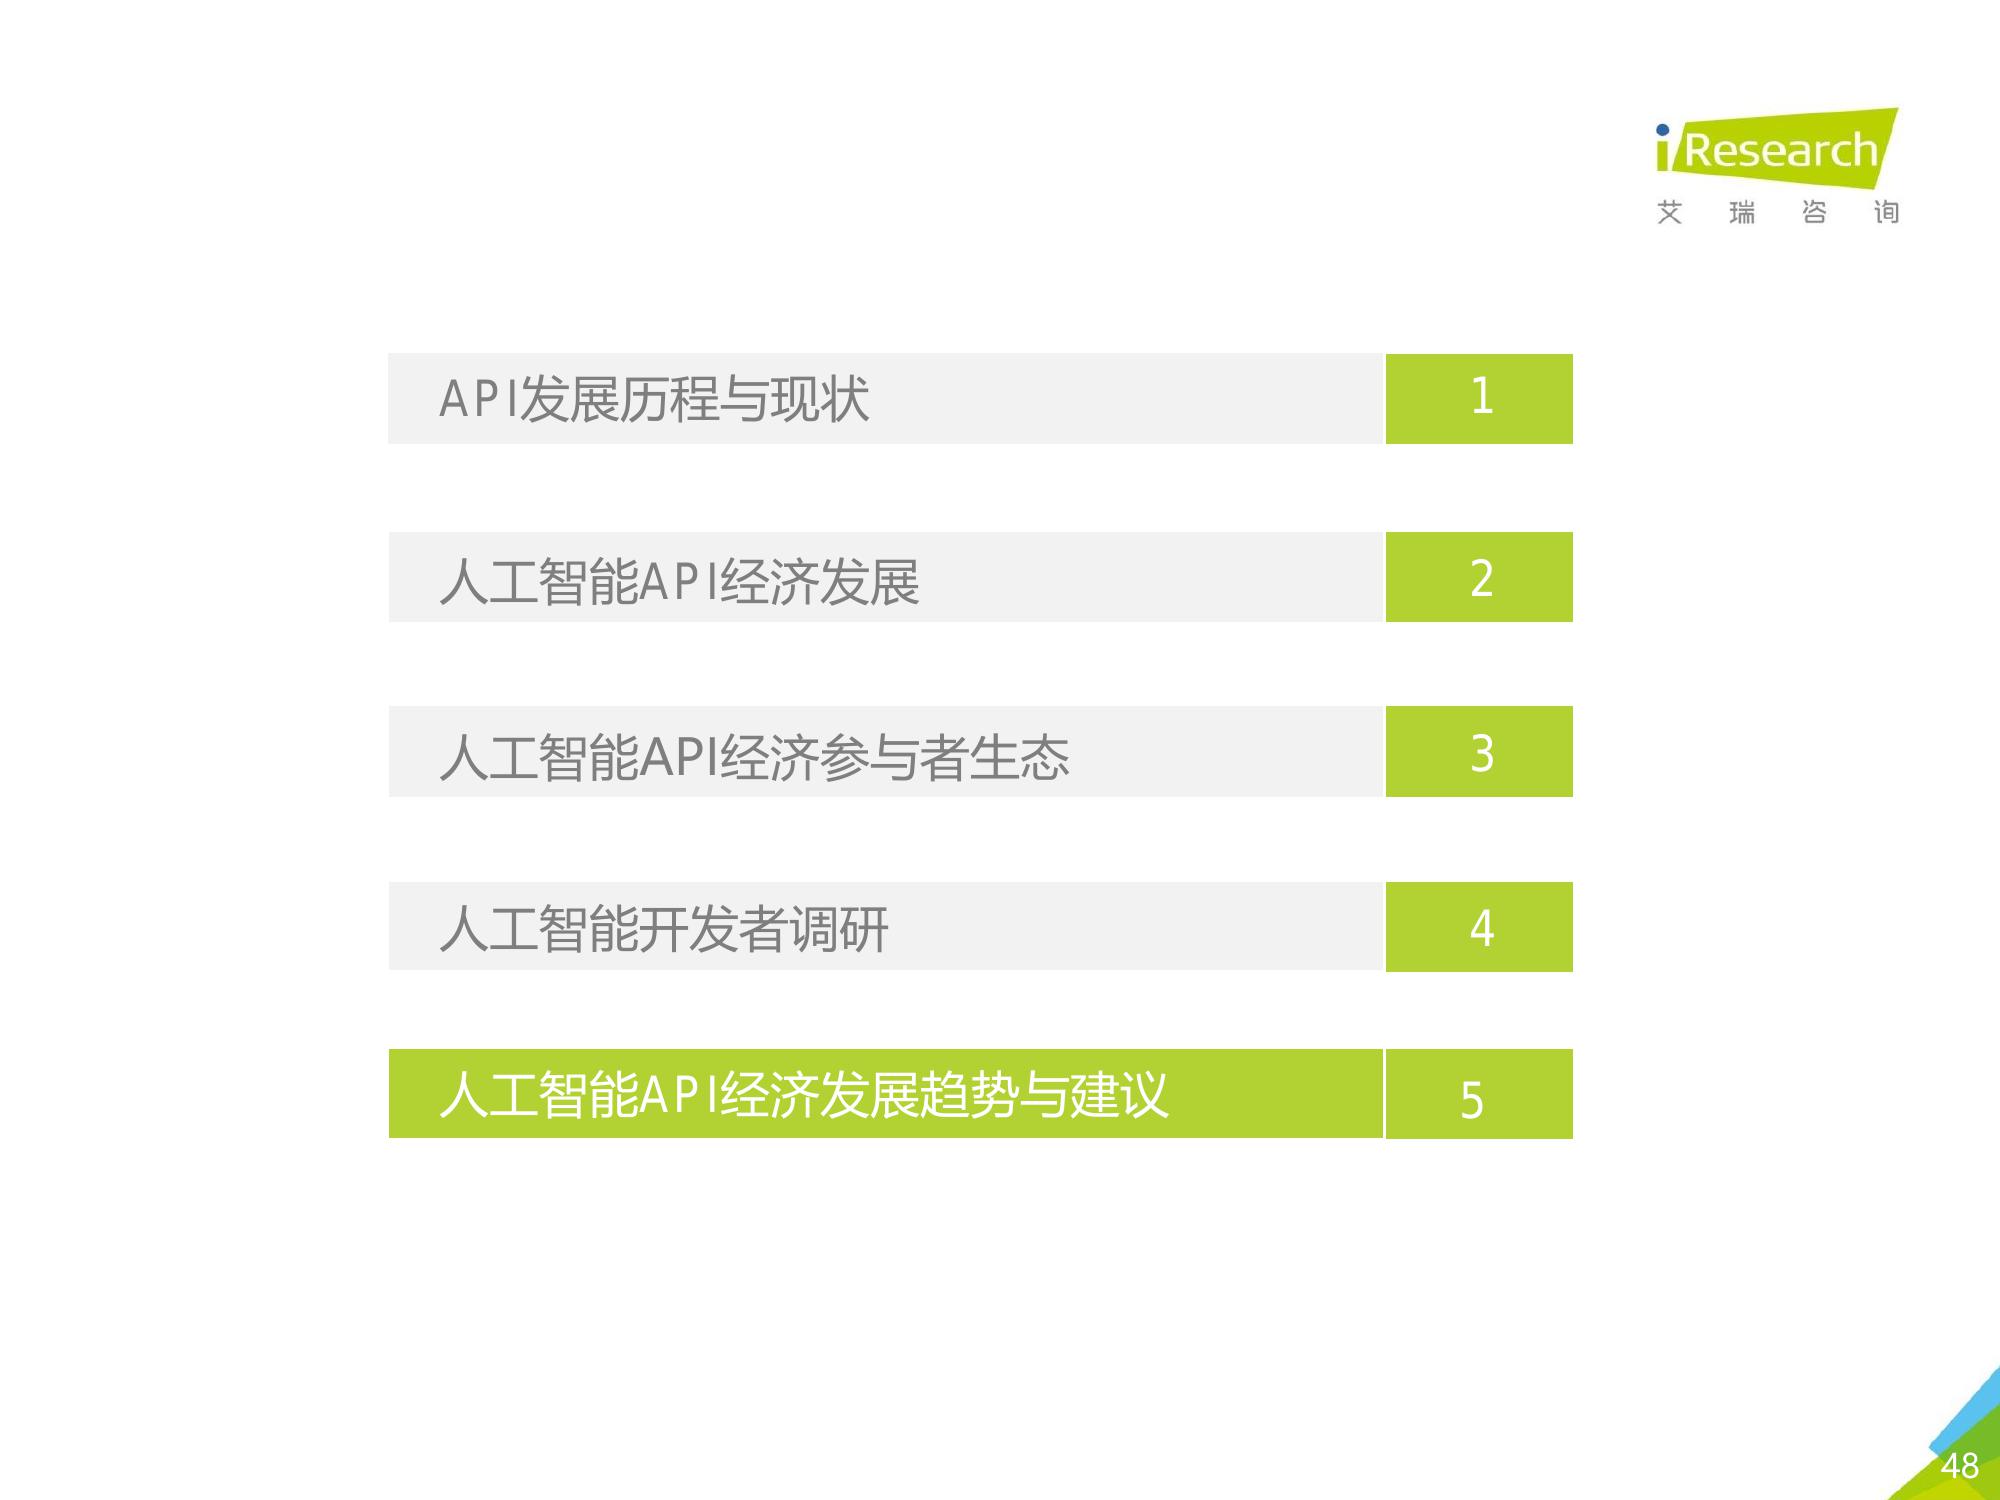 iResearch
艾瑞咨询
API发展历程与现状 1
人工智能API经济发展 2
人工智能API经济参与者生态 3
人工智能开发者调研 4
人工智能API经济发展趋势与建议 5
48